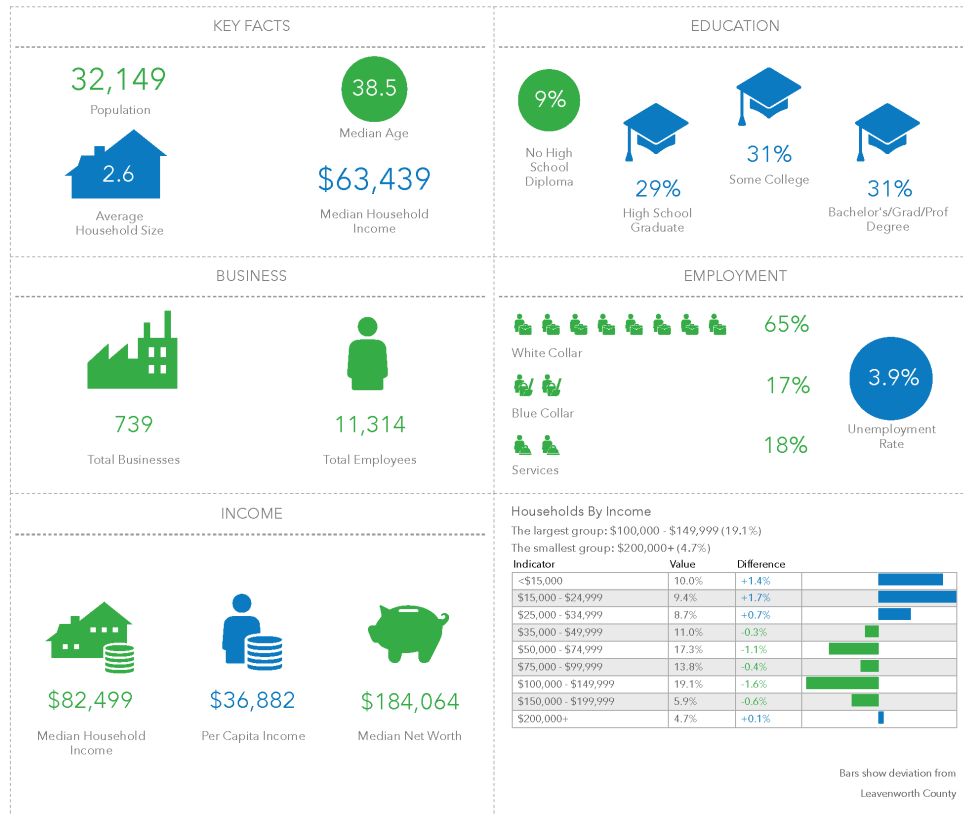 KEY FACTS
32,149
Population
38.5
Median Age
2.6
Average
Household Size
$63,439
Median Household
Income
EDUCATION
9%
No High
School
Diploma
29%
High School
Graduate
31%
Some College
31%
Bachelor's/Grad/Prof
Degree
BUSINESS
739
Total Businesses
11,314
Total Employees
EMPLOYMENT
65%
White Collar
17%
Blue Collar
18%
Services
3.9%
Unemployment
Rate
INCOME
$82,499
Median Household
Income
$36,882
Per Capita Income
$184,064
Median Net Worth
Households By Income
The largest group: $100,000 - $149,999 (19.1%)
The smallest group: $200,000+ (4.7%)
Indicator Value Difference
<$15,000 10.0% +1.4%
$15,000 - $24,999 9.4% +1.7%
$25,000 - $34,999 8.7% +0.7%
$35,000 - $49,999 11.0% -0.3%
$50,000 - $74,999 17.3% -1.1%
$75,000 - $99,999 13.8% -0.4%
$100,000 - $149,999 19.1% -1.6%
$150,000 - $199,999 5.9% -0.6%
$200,000+ 4.7% +0.1%
Bars show deviation from
Leavenworth County